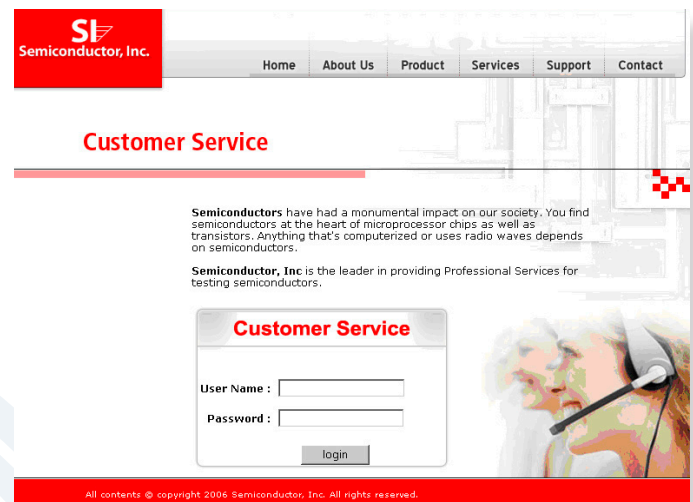 SI
Semiconductor, Inc.
Home About Us Product Services Support Contact
Customer Service
Semiconductors have had a monumental impact on our society. You find
semiconductors at the heart of microprocessor chips as well as
transistors. Anything that's computerized or uses radio waves depends
on semiconductors.
Semiconductor, Inc is the leader in providing Professional Services for
testing semiconductors.
Customer Service
User Name :
Password :
login
All contents © copyright 2006 Semiconductor, Inc. All rights reserved.